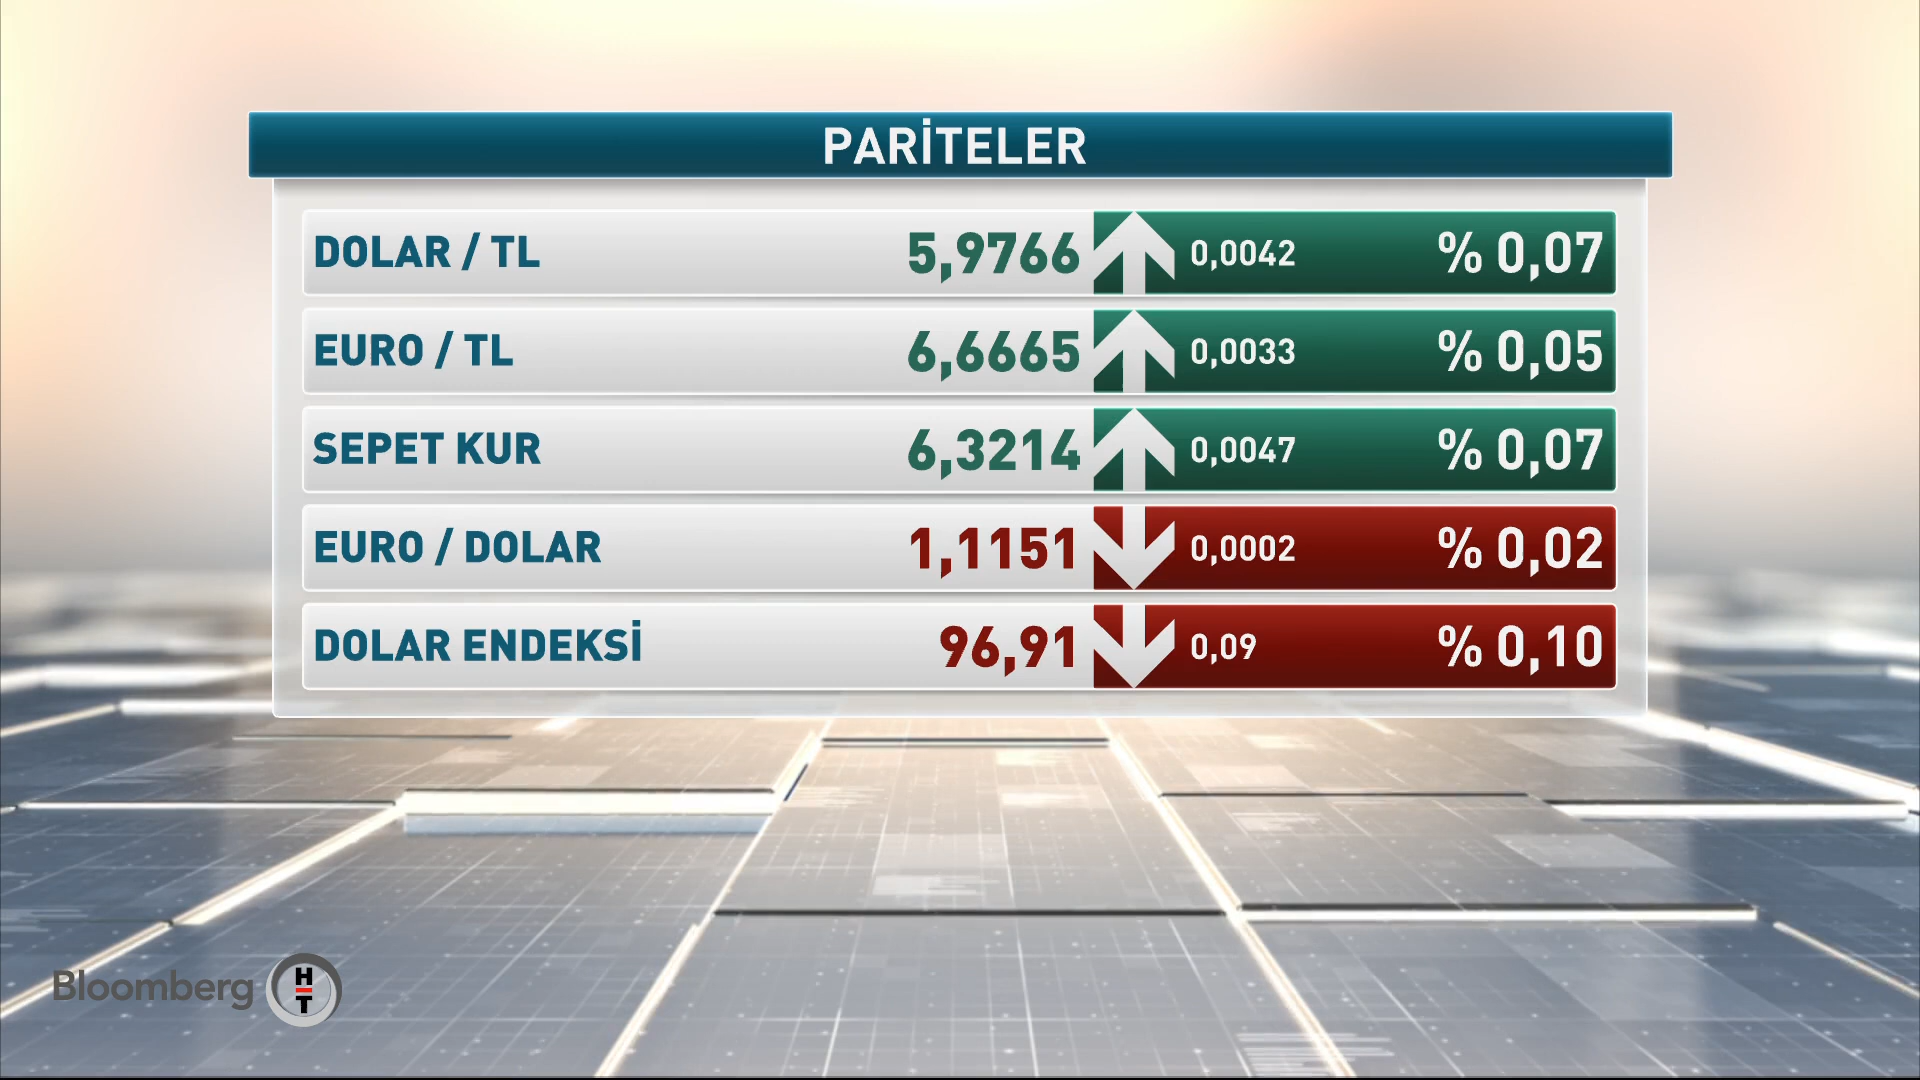 PARİTELER
DOLAR / TL 5,9766 0,0042 % 0,07
EURO / TL 6,6665 0,0033 % 0,05
SEPET KUR 6,3214 0,0047 % 0,07
EURO / DOLAR 1,1151 0,0002 % 0,02
DOLAR ENDEKSİ 96,91 0,09 % 0,10
Bloomberg HT